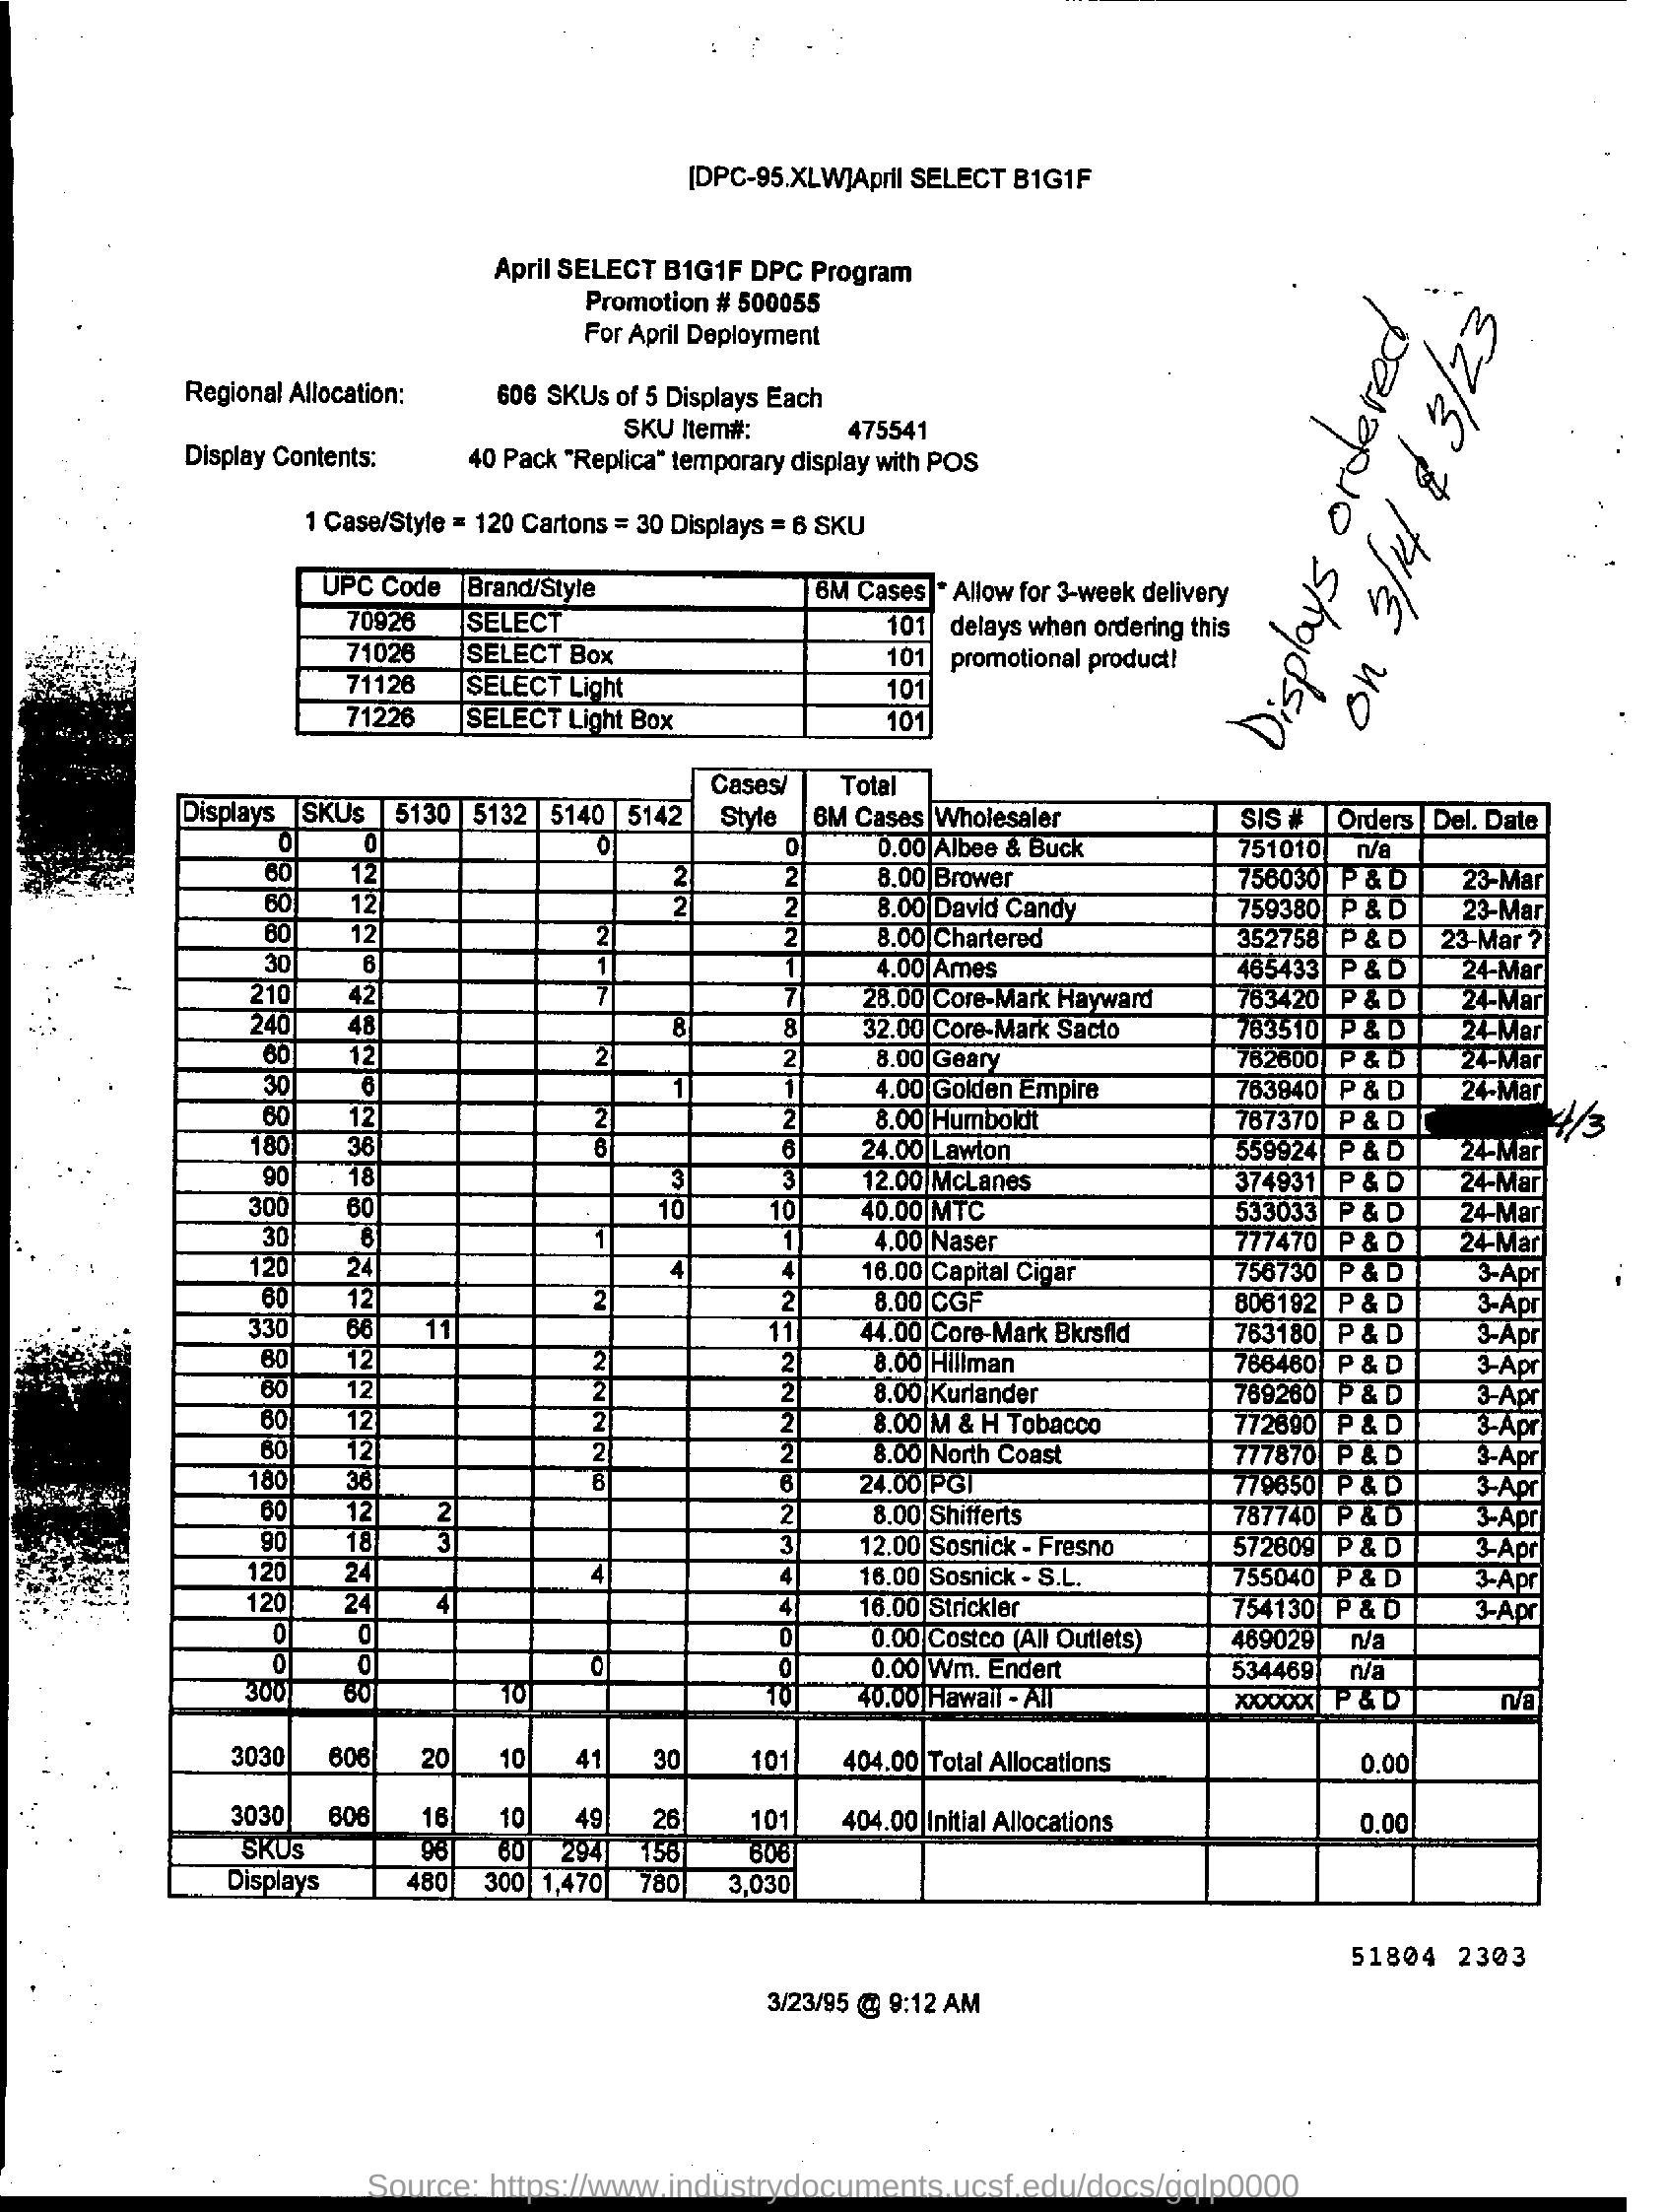 [DPC-95.XLW]April SELECT B1G1F
April SELECT B1G1F DPC Program
Promotion # 500055
For April Deployment
Regional Allocation: 606 SKUs of 5 Displays Each
SKU Item#: 475541
Display Contents: 40 Pack "Replica" temporary display with POS
1 Case/Style = 120 Cartons = 30 Displays = 6 SKU
Displays ordered
on 3/14 & 3/23
UPC Code Brand/Style 6M Cases
70926 SELECT 101
71026 SELECT Box 101
71126 SELECT Light 101
71226 SELECT Light Box 101
* Allow for 3-week delivery
delays when ordering this
promotional product!
Displays SKUs 5130 5132 5140 5142 Cases/ Style Total 6M Cases Wholesaler SIS # Orders Del. Date
0 0 0 0 0.00 Albee & Buck 751010 n/a
60 12 2 2 8.00 Brower 756030 P & D 23-Mar
60 12 2 2 8.00 David Candy 759380 P & D 23-Mar
60 12 2 2 8.00 Chartered 352758 P & D 23-Mar ?
30 6 1 1 4.00 Ames 465433 P & D 24-Mar
210 42 7 7 28.00 Core-Mark Hayward 763420 P & D 24-Mar
240 48 8 8 32.00 Core-Mark Sacto 763510 P & D 24-Mar
60 12 2 2 8.00 Geary 762600 P & D 24-Mar
30 6 1 1 4.00 Golden Empire 763940 P & D 24-Mar
60 12 2 2 8.00 Humboldt 767370 P & D 4/3
180 36 6 6 24.00 Lawton 559924 P & D 24-Mar
90 18 3 3 12.00 McLanes 374931 P & D 24-Mar
300 60 10 10 40.00 MTC 533033 P & D 24-Mar
30 6 1 1 4.00 Naser 777470 P & D 24-Mar
120 24 4 4 16.00 Capital Cigar 756730 P & D 3-Apr
60 12 2 2 8.00 CGF 806192 P & D 3-Apr
330 66 11 11 44.00 Core-Mark Bkrsfld 763180 P & D 3-Apr
60 12 2 2 8.00 Hillman 766460 P & D 3-Apr
60 12 2 2 8.00 Kurlander 769260 P & D 3-Apr
60 12 2 2 8.00 M & H Tobacco 772690 P & D 3-Apr
60 12 2 2 8.00 North Coast 777870 P & D 3-Apr
180 36 6 6 24.00 PGI 779650 P & D 3-Apr
60 12 2 2 8.00 Shifferts 787740 P & D 3-Apr
90 18 3 3 12.00 Sosnick - Fresno 572609 P & D 3-Apr
120 24 4 4 16.00 Sosnick - S.L. 755040 P & D 3-Apr
120 24 4 4 16.00 Strickler 754130 P & D 3-Apr
0 0 0 0.00 Costco (All Outlets) 469029 n/a
0 0 0 0 0.00 Wm. Endert 534469 n/a
300 60 10 10 40.00 Hawaii - All xxxxxx P & D n/a
3030 606 20 10 41 30 101 404.00 Total Allocations 0.00
3030 606 16 10 49 26 101 404.00 Initial Allocations 0.00
SKUs 96 60 294 156 606
Displays 480 300 1,470 780 3,030
51804 2303
3/23/95 @ 9:12 AM
Source: https://www.industrydocuments.ucsf.edu/docs/gqlp0000